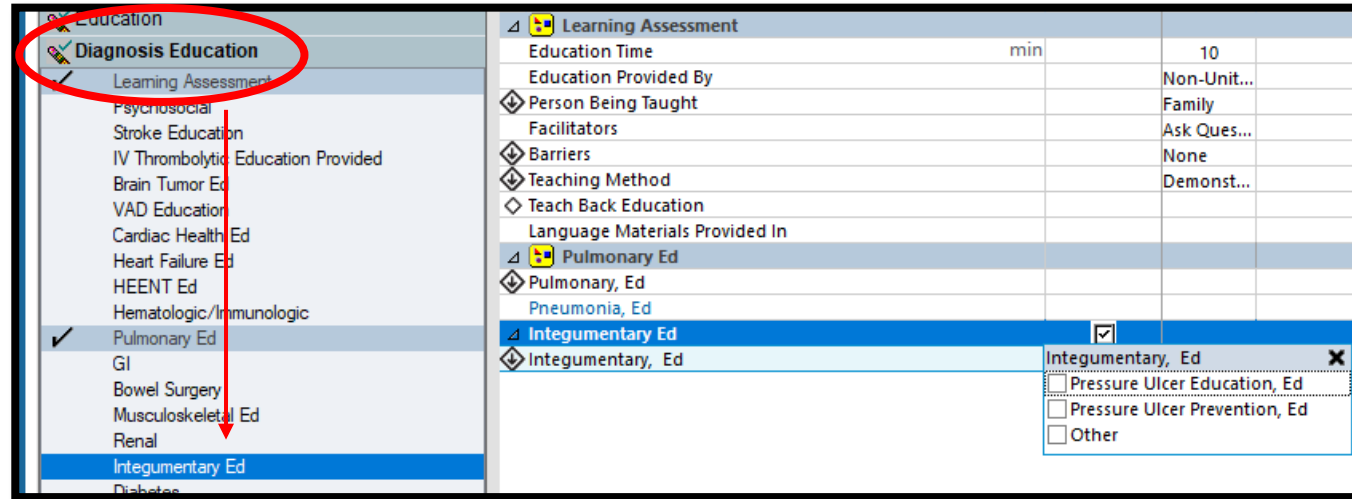 Education
Diagnosis Education
Learning Assessment
Psychosocial
Stroke Education
IV Thrombolytic Education Provided
Brain Tumor Ed
VAD Education
Cardiac Health Ed
Heart Failure Ed
HEENT Ed
Hematologic/Immunologic
Pulmonary Ed
GI
Bowel Surgery
Musculoskeletal Ed
Renal
Integumentary Ed
Diabetes
Learning Assessment
Education Time min 10
Education Provided By Non-Unit...
Person Being Taught Family
Facilitators Ask Ques...
Barriers None
Teaching Method Demonst...
Teach Back Education
Language Materials Provided In
Pulmonary Ed
Pulmonary, Ed
Pneumonia, Ed
Integumentary Ed
Integumentary, Ed
Integumentary, Ed
Pressure Ulcer Education, Ed
Pressure Ulcer Prevention, Ed
Other